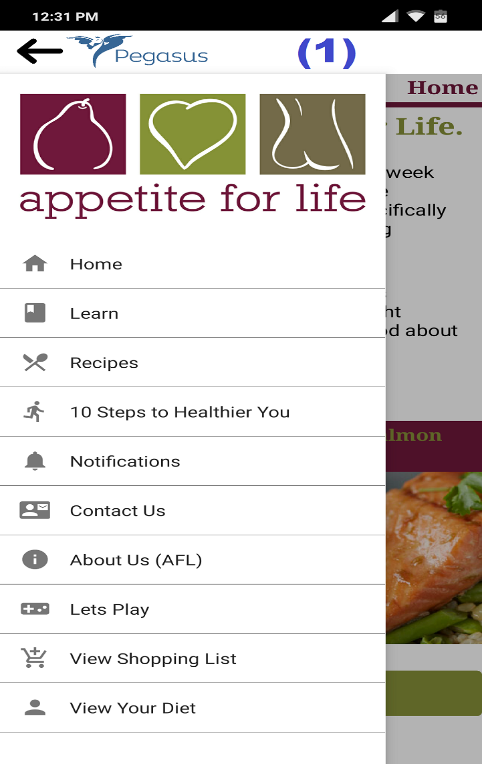 12:31 PM
56
Pegasus
(1)
Home
appetite for life
Life.
week
cifically
ht
d about
lmon
Home
Learn
Recipes
10 Steps to Healthier You
Notifications
Contact Us
About Us (AFL)
Lets Play
View Shopping List
View Your Diet